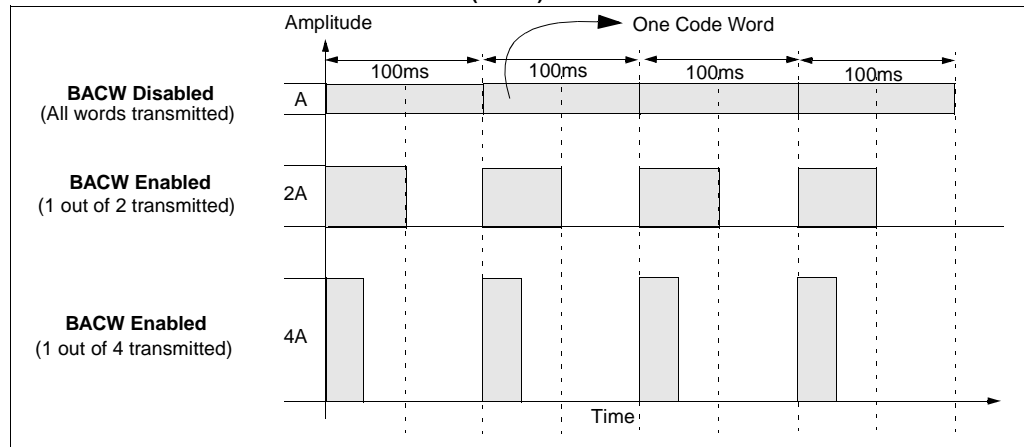 Amplitude
One Code Word
100ms
100ms
100ms
100ms
BACW Disabled
(All words transmitted)
A
BACW Enabled
(1 out of 2 transmitted)
2A
BACW Enabled
(1 out of 4 transmitted)
4A
Time